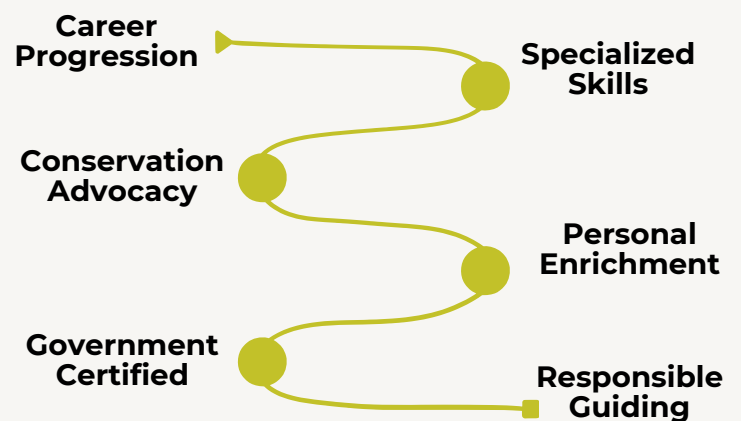 Career
Progression
Specialized
Skills
Conservation
Advocacy
Personal
Enrichment
Government
Certified
Responsible
Guiding